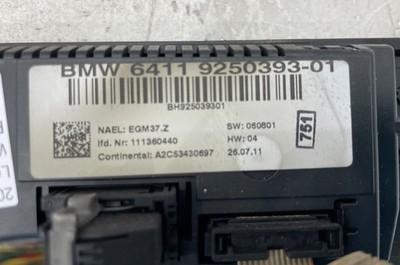 BMW 6411 9250393-01
BH925039301
NAEL: EGM37.Z SW: 060801
lfd. Nr: 111360440 HW: 04
Continental: A2C53430697 26.07.11
751